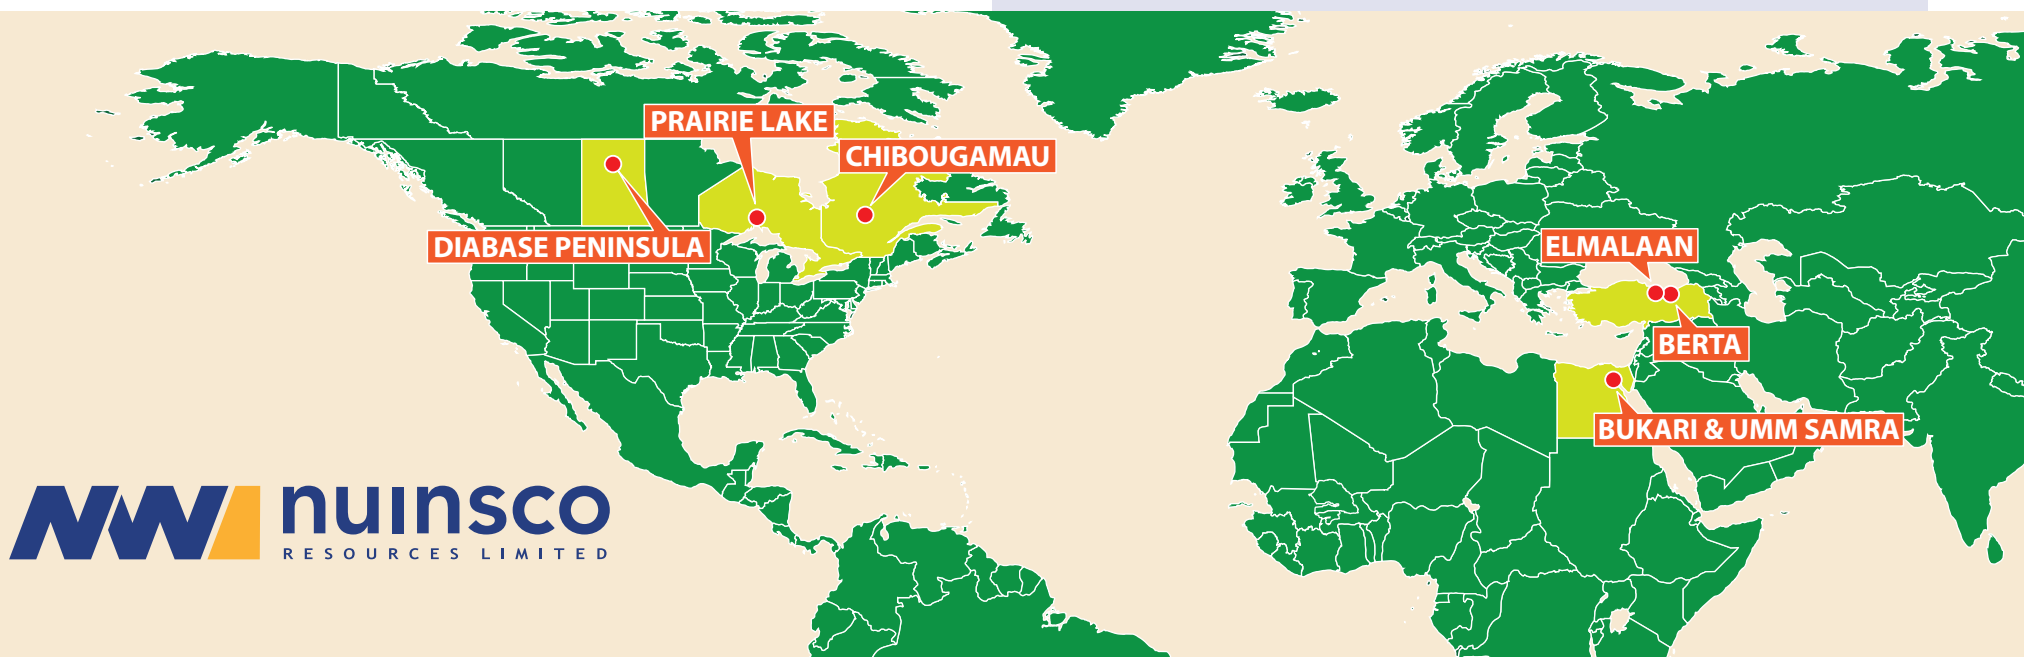 PRAIRIE LAKE
CHIBOUGAMAU
DIABASE PENINSULA
ELMALAAN
BERTA
BUKARI & UMM SAMRA
nuinsco
RESOURCES LIMITED